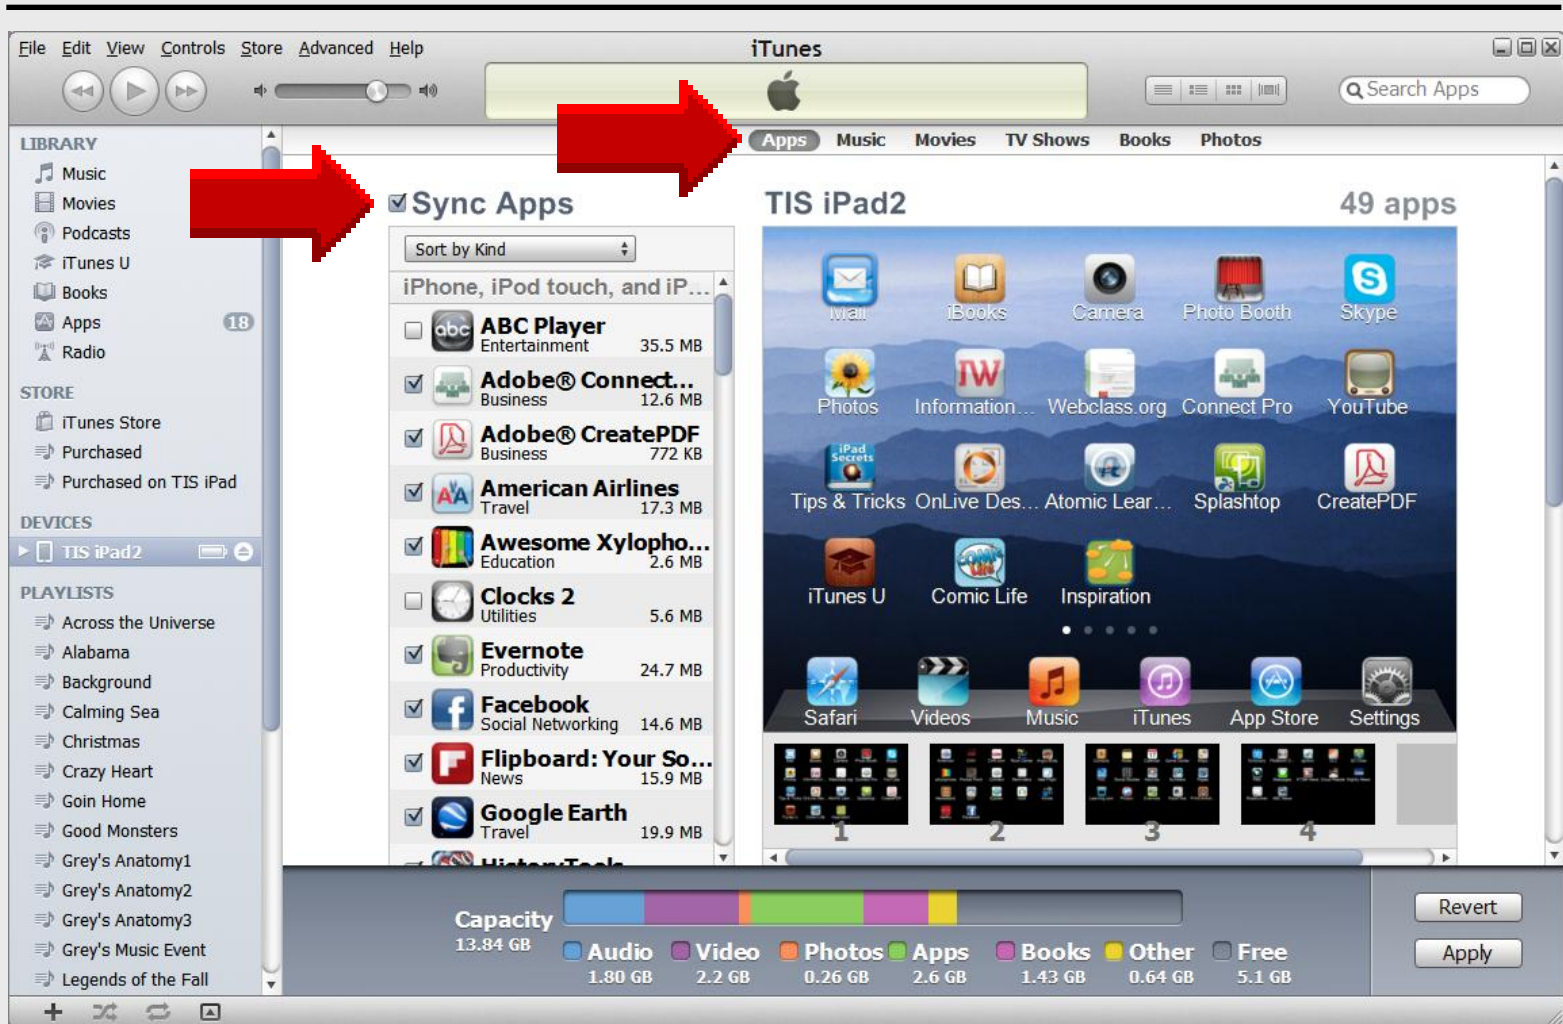 File Edit View Controls Store Advanced Help
iTunes
Search Apps
LIBRARY
Music
Movies
Podcasts
iTunes U
Books
Apps 18
Radio
STORE
iTunes Store
Purchased
Purchased on TIS iPad
DEVICES
TIS iPad2
PLAYLISTS
Across the Universe
Alabama
Background
Calming Sea
Christmas
Crazy Heart
Goin Home
Good Monsters
Grey's Anatomy1
Grey's Anatomy2
Grey's Anatomy3
Grey's Music Event
Legends of the Fall
Apps Music Movies TV Shows Books Photos
Sync Apps
Sort by Kind
iPhone, iPod touch, and iP...
abc
ABC Player
Entertainment 35.5 MB
Adobe® Connect...
Business 12.6 MB
Adobe® CreatePDF
Business 772 KB
American Airlines
Travel 17.3 MB
Awesome Xylopho...
Education 2.6 MB
Clocks 2
Utilities 5.6 MB
Evernote
Productivity 24.7 MB
Facebook
Social Networking 14.6 MB
Flipboard: Your So...
News 15.9 MB
Google Earth
Travel 19.9 MB
HistoryTools
TIS iPad2 49 apps
Mail iBooks Camera Photo Booth Skype
IW
Photos Information... Webclass.org Connect Pro YouTube
iPad
Secrets
Tips & Tricks OnLive Des... Atomic Lear... Splashtop CreatePDF
COMIC
LIFE
iTunes U Comic Life Inspiration
Safari Videos Music iTunes App Store Settings
1 2 3 4
Capacity
13.84 GB
Audio Video Photos Apps Books Other Free
1.80 GB 2.2 GB 0.26 GB 2.6 GB 1.43 GB 0.64 GB 5.1 GB
Revert
Apply